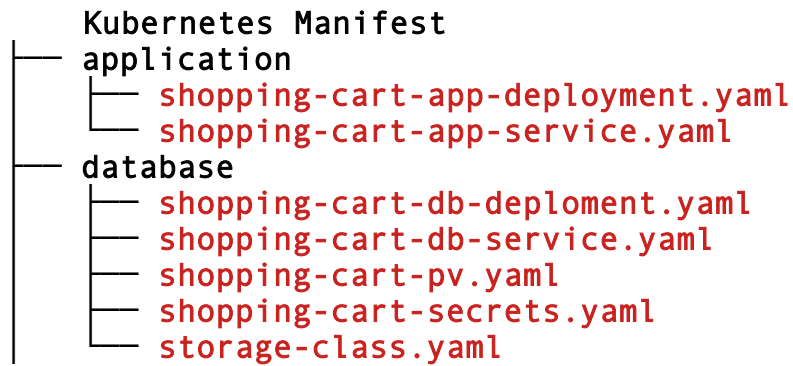 Kubernetes Manifest
├── application
├── shopping-cart-app-deployment.yaml
└── shopping-cart-app-service.yaml
├── database
├── shopping-cart-db-deploment.yaml
├── shopping-cart-db-service.yaml
├── shopping-cart-pv.yaml
├── shopping-cart-secrets.yaml
└── storage-class.yaml